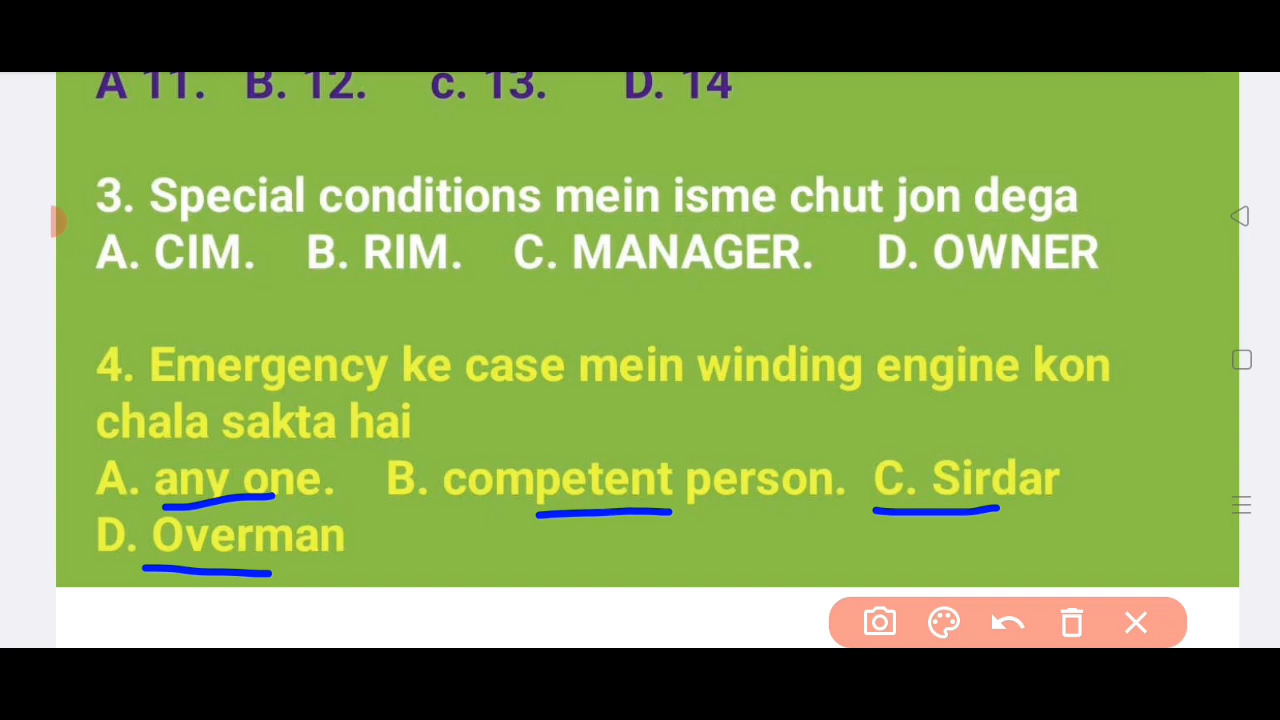 A 11. B. 12. c. 13. D. 14
3. Special conditions mein isme chut jon dega
A. CIM. B. RIM. C. MANAGER. D. OWNER
4. Emergency ke case mein winding engine kon
chala sakta hai
A. any one. B. competent person. C. Sirdar
D. Overman